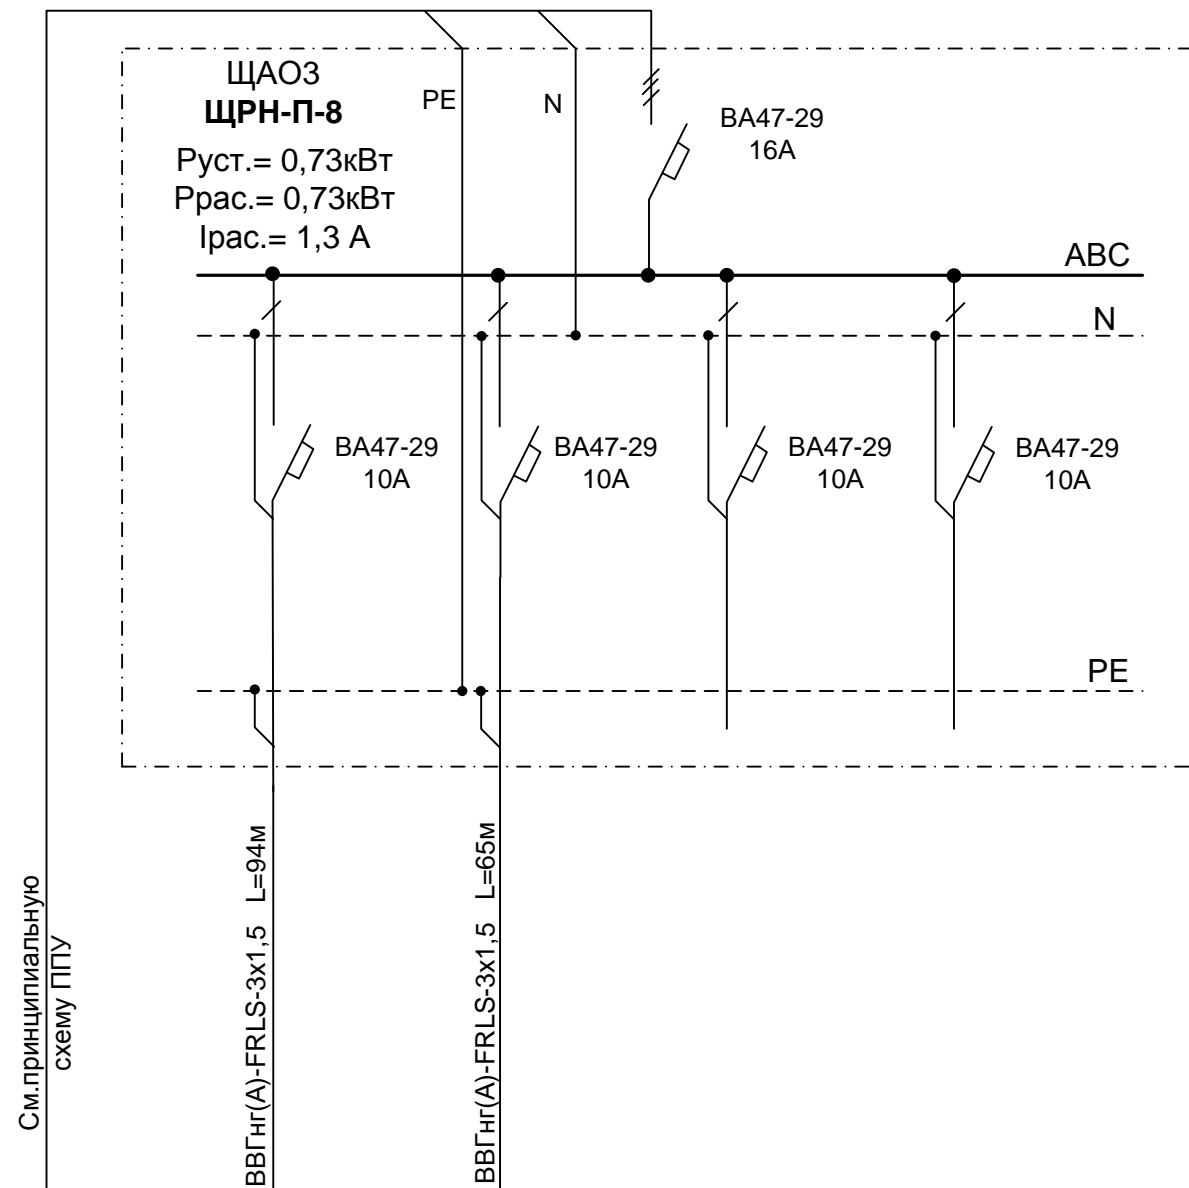 ЩАО3
ЩРН-П-8
Руст.= 0,73кВт
Ррас.= 0,73кВт
Iрас.= 1,3 А
PE
N
ВА47-29
16А
ABC
N
ВА47-29
10А
ВА47-29
10А
ВА47-29
10А
ВА47-29
10А
PE
См.принципиальную
схему ППУ
ВВГнг(А)-FRLS-3х1,5 L=94м
ВВГнг(А)-FRLS-3х1,5 L=65м